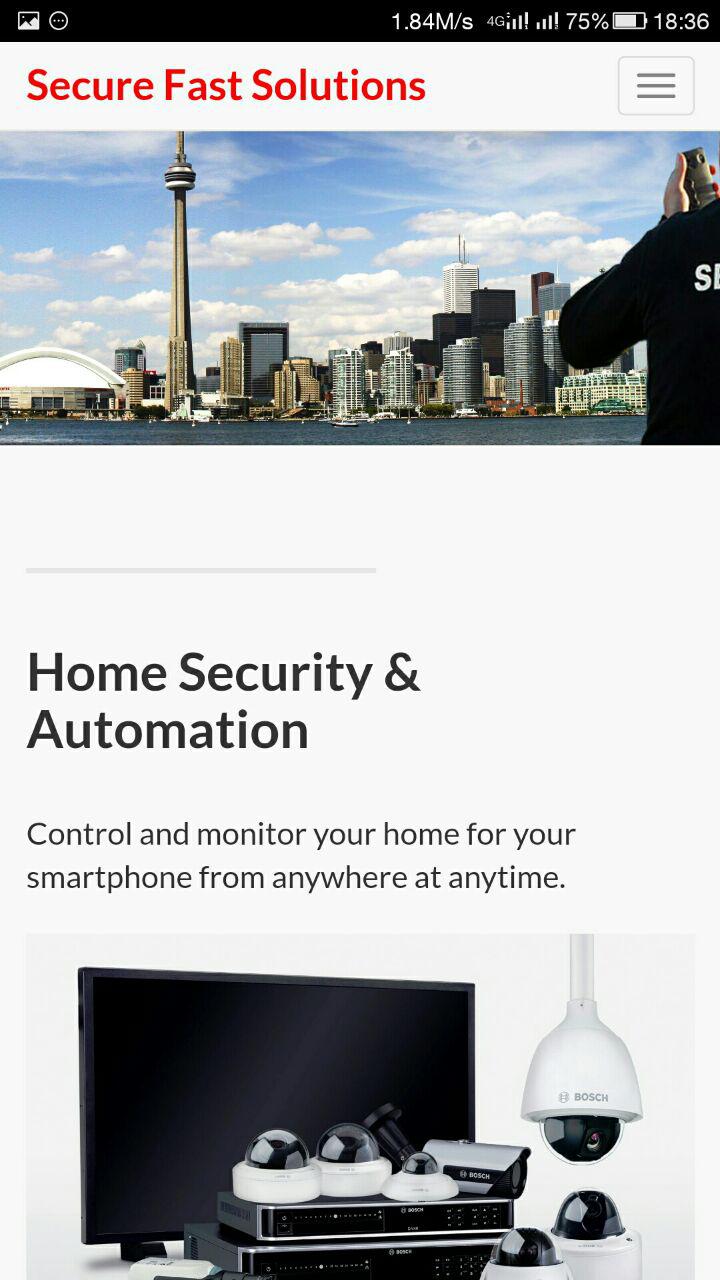 1.84M/s 4G 75% 18:36
Secure Fast Solutions
Home Security &
Automation
Control and monitor your home for your
smartphone from anywhere at anytime.
BOSCH
BOSCH
BOSCH
BOSCH